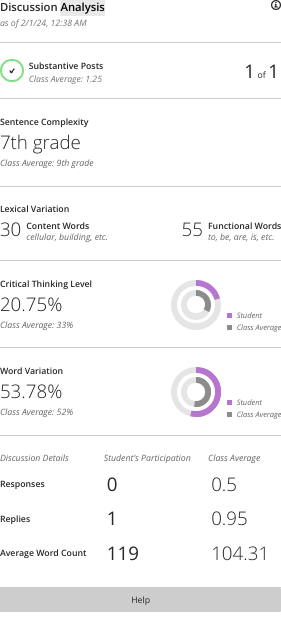 Discussion Analysis
as of 2/1/24, 12:38 AM
Substantive Posts
Class Average: 1.25
1 of 1
Sentence Complexity
7th grade
Class Average: 9th grade
Lexical Variation
30 Content Words
cellular, building, etc.
55 Functional Words
to, be, are, is, etc.
Critical Thinking Level
20.75%
Class Average: 33%
Student
Class Average
Word Variation
53.78%
Class Average: 52%
Student
Class Average
Discussion Details Student's Participation Class Average
Responses 0 0.5
Replies 1 0.95
Average Word Count 119 104.31
Help